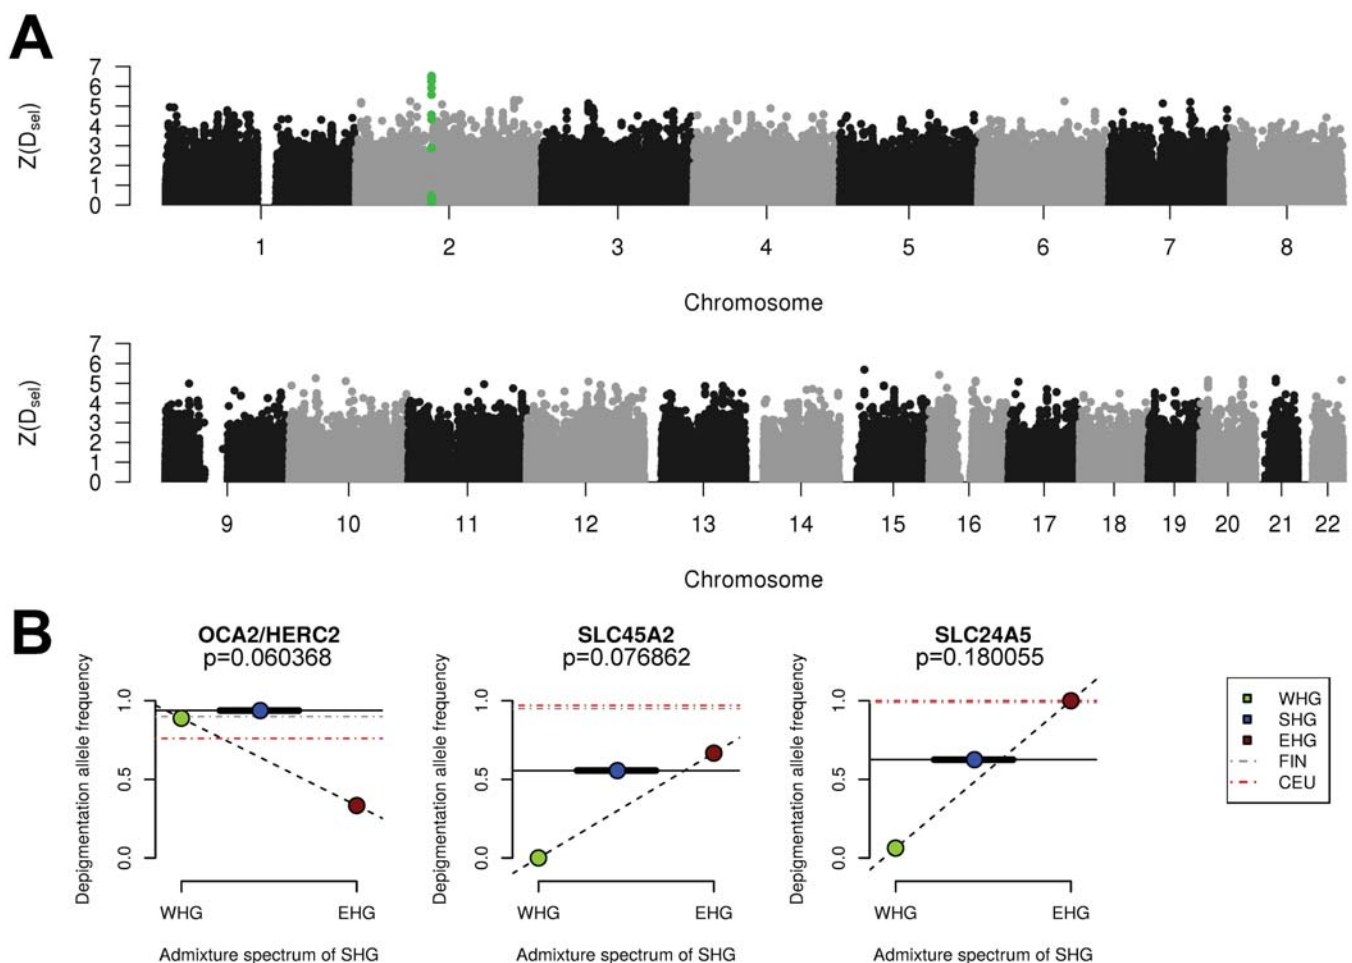 A
7
6
5
4
3
2
1
0
Z(Dsel)
1 2 3 4 5 6 7 8
Chromosome
7
6
5
4
3
2
1
0
Z(Dsel)
9 10 11 12 13 14 15 16 17 18 19 20 21 22
Chromosome
B
OCA2/HERC2
p=0.060368
Depigmentation allele frequency
1.0
0.5
0.0
WHG EHG
Admixture spectrum of SHG
SLC45A2
p=0.076862
Depigmentation allele frequency
1.0
0.5
0.0
WHG EHG
Admixture spectrum of SHG
SLC24A5
p=0.180055
Depigmentation allele frequency
1.0
0.5
0.0
WHG EHG
Admixture spectrum of SHG
WHG
SHG
EHG
FIN
CEU